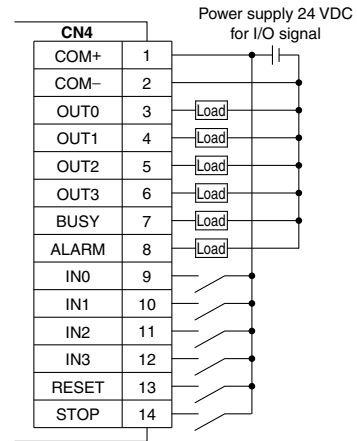 Power supply 24 VDC
for I/O signal
CN4
COM+ 1
COM− 2
OUT0 3 Load
OUT1 4 Load
OUT2 5 Load
OUT3 6 Load
BUSY 7 Load
ALARM 8 Load
IN0 9
IN1 10
IN2 11
IN3 12
RESET 13
STOP 14